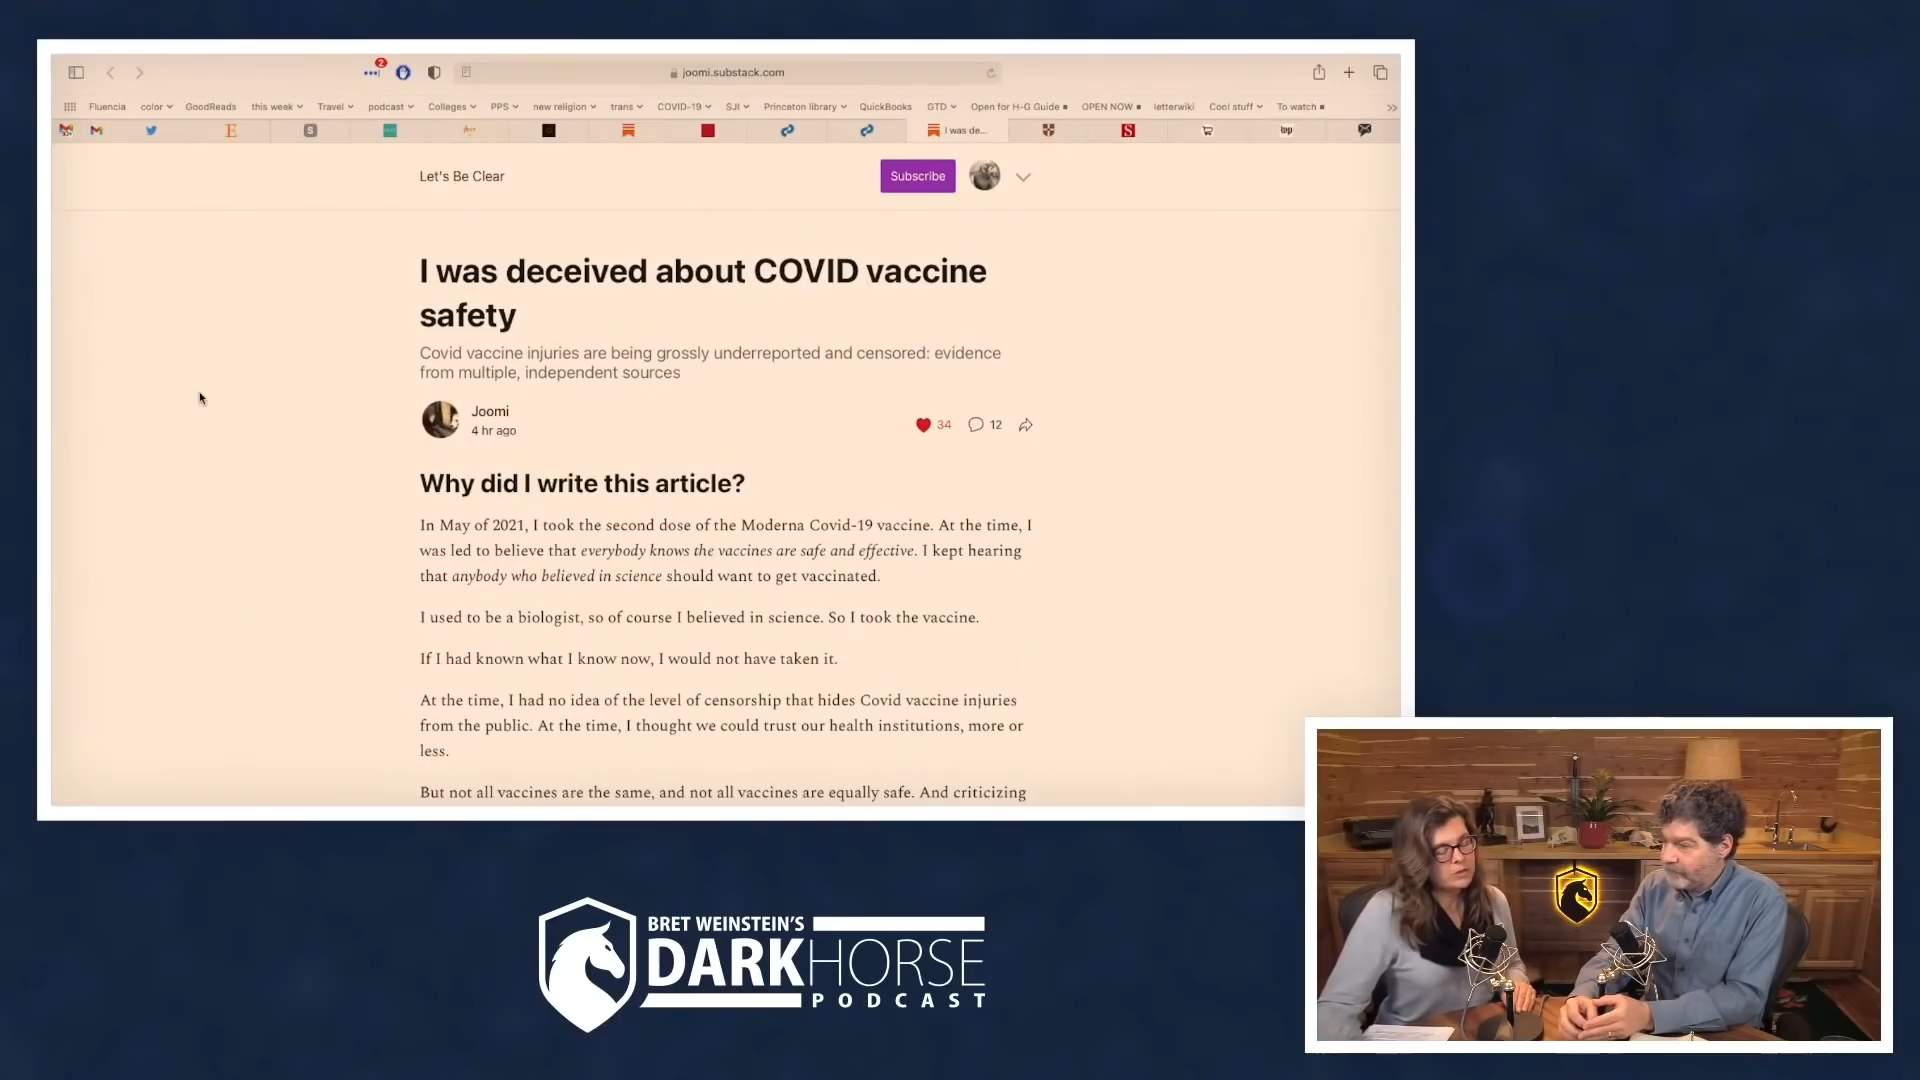 2
joomi.substack.com
Fluencia color GoodReads this week Travel podcast Colleges PPS new religion trans COVID-19 SJI Princeton library QuickBooks GTD Open for H-G Guide OPEN NOW letterwiki Cool stuff To watch
E S I was de... S bp
Let's Be Clear
Subscribe
I was deceived about COVID vaccine
safety
Covid vaccine injuries are being grossly underreported and censored: evidence
from multiple, independent sources
Joomi
4 hr ago
34 12
Why did I write this article?
In May of 2021, I took the second dose of the Moderna Covid-19 vaccine. At the time, I
was led to believe that everybody knows the vaccines are safe and effective. I kept hearing
that anybody who believed in science should want to get vaccinated.
I used to be a biologist, so of course I believed in science. So I took the vaccine.
If I had known what I know now, I would not have taken it.
At the time, I had no idea of the level of censorship that hides Covid vaccine injuries
from the public. At the time, I thought we could trust our health institutions, more or
less.
But not all vaccines are the same, and not all vaccines are equally safe. And criticizing
BRET WEINSTEIN'S
DARKHORSE
PODCAST